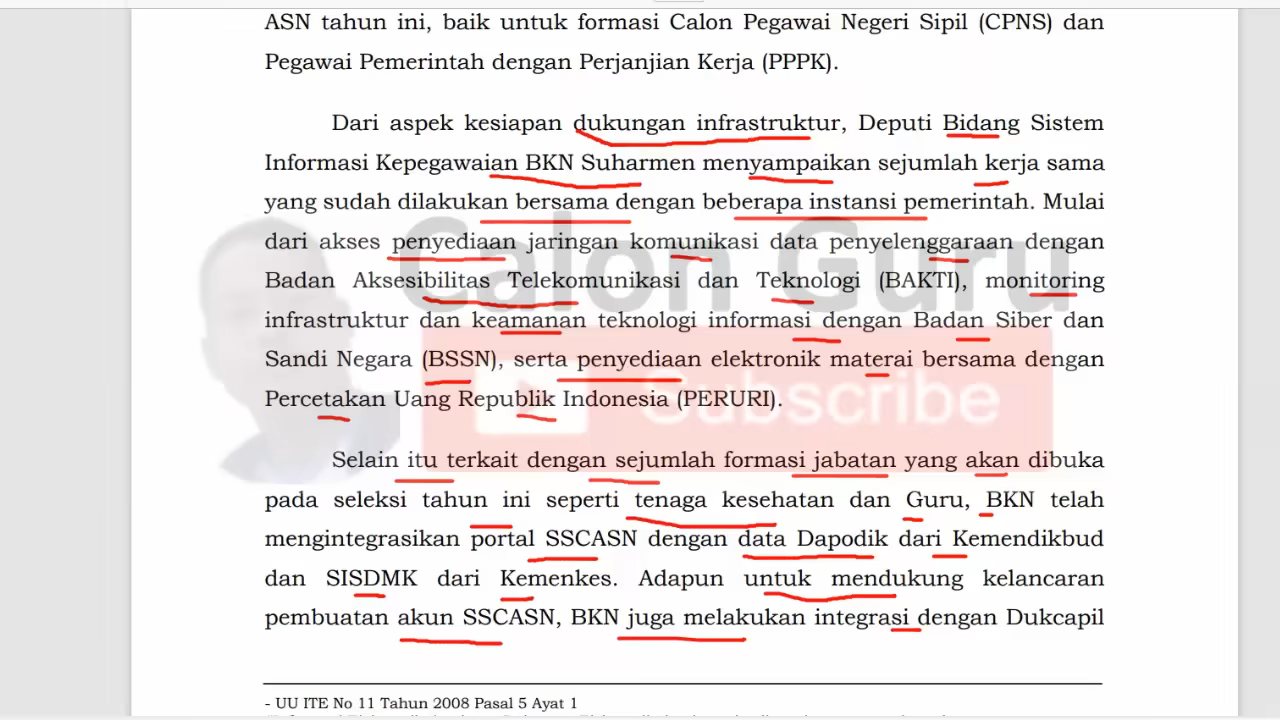 ASN tahun ini, baik untuk formasi Calon Pegawai Negeri Sipil (CPNS) dan
Pegawai Pemerintah dengan Perjanjian Kerja (PPPK).
Dari aspek kesiapan dukungan infrastruktur, Deputi Bidang Sistem
Informasi Kepegawaian BKN Suharmen menyampaikan sejumlah kerja sama
yang sudah dilakukan bersama dengan beberapa instansi pemerintah. Mulai
dari akses penyediaan jaringan komunikasi data penyelenggaraan dengan
Badan Aksesibilitas Telekomunikasi dan Teknologi (BAKTI), monitoring
infrastruktur dan keamanan teknologi informasi dengan Badan Siber dan
Sandi Negara (BSSN), serta penyediaan elektronik materai bersama dengan
Percetakan Uang Republik Indonesia (PERURI).
Calon Guru
Subscribe
Selain itu terkait dengan sejumlah formasi jabatan yang akan dibuka
pada seleksi tahun ini seperti tenaga kesehatan dan Guru, BKN telah
mengintegrasikan portal SSCASN dengan data Dapodik dari Kemendikbud
dan SISDMK dari Kemenkes. Adapun untuk mendukung kelancaran
pembuatan akun SSCASN, BKN juga melakukan integrasi dengan Dukcapil
- UU ITE No 11 Tahun 2008 Pasal 5 Ayat 1